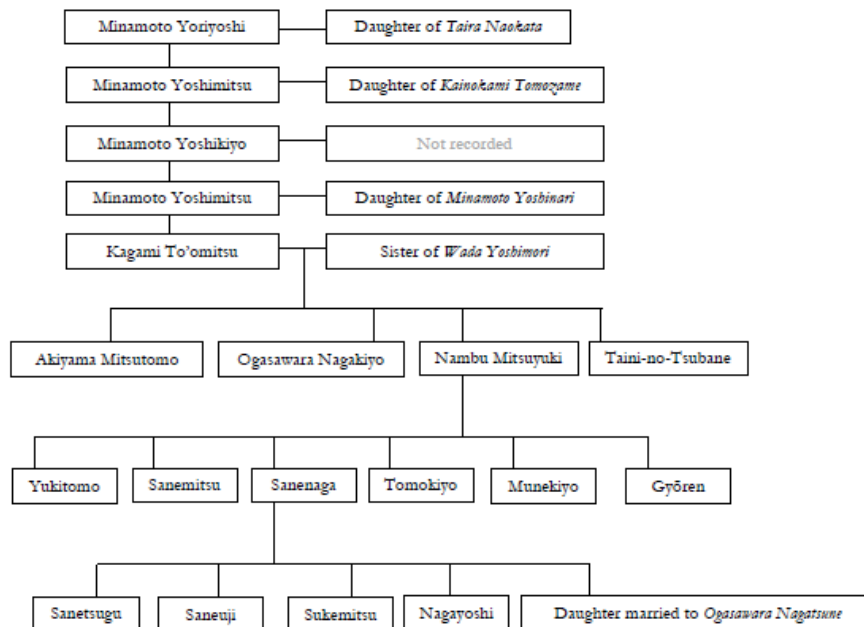 Minamoto Yoriyoshi
Daughter of Taira Naokata
Minamoto Yoshimitsu
Daughter of Kainokami Tomozame
Minamoto Yoshikiyo
Not recorded
Minamoto Yoshimitsu
Daughter of Minamoto Yoshinari
Kagami To'omitsu
Sister of Wada Yoshimori
Akiyama Mitsutomo
Ogasawara Nagakiyo
Nambu Mitsuyuki
Taini-no-Tsubane
Yukitomo
Sanemitsu
Sanenaga
Tomokiyo
Munekiyo
Gyōren
Sanetsugu
Saneuji
Sukemitsu
Nagayoshi
Daughter married to Ogasawara Nagatsune